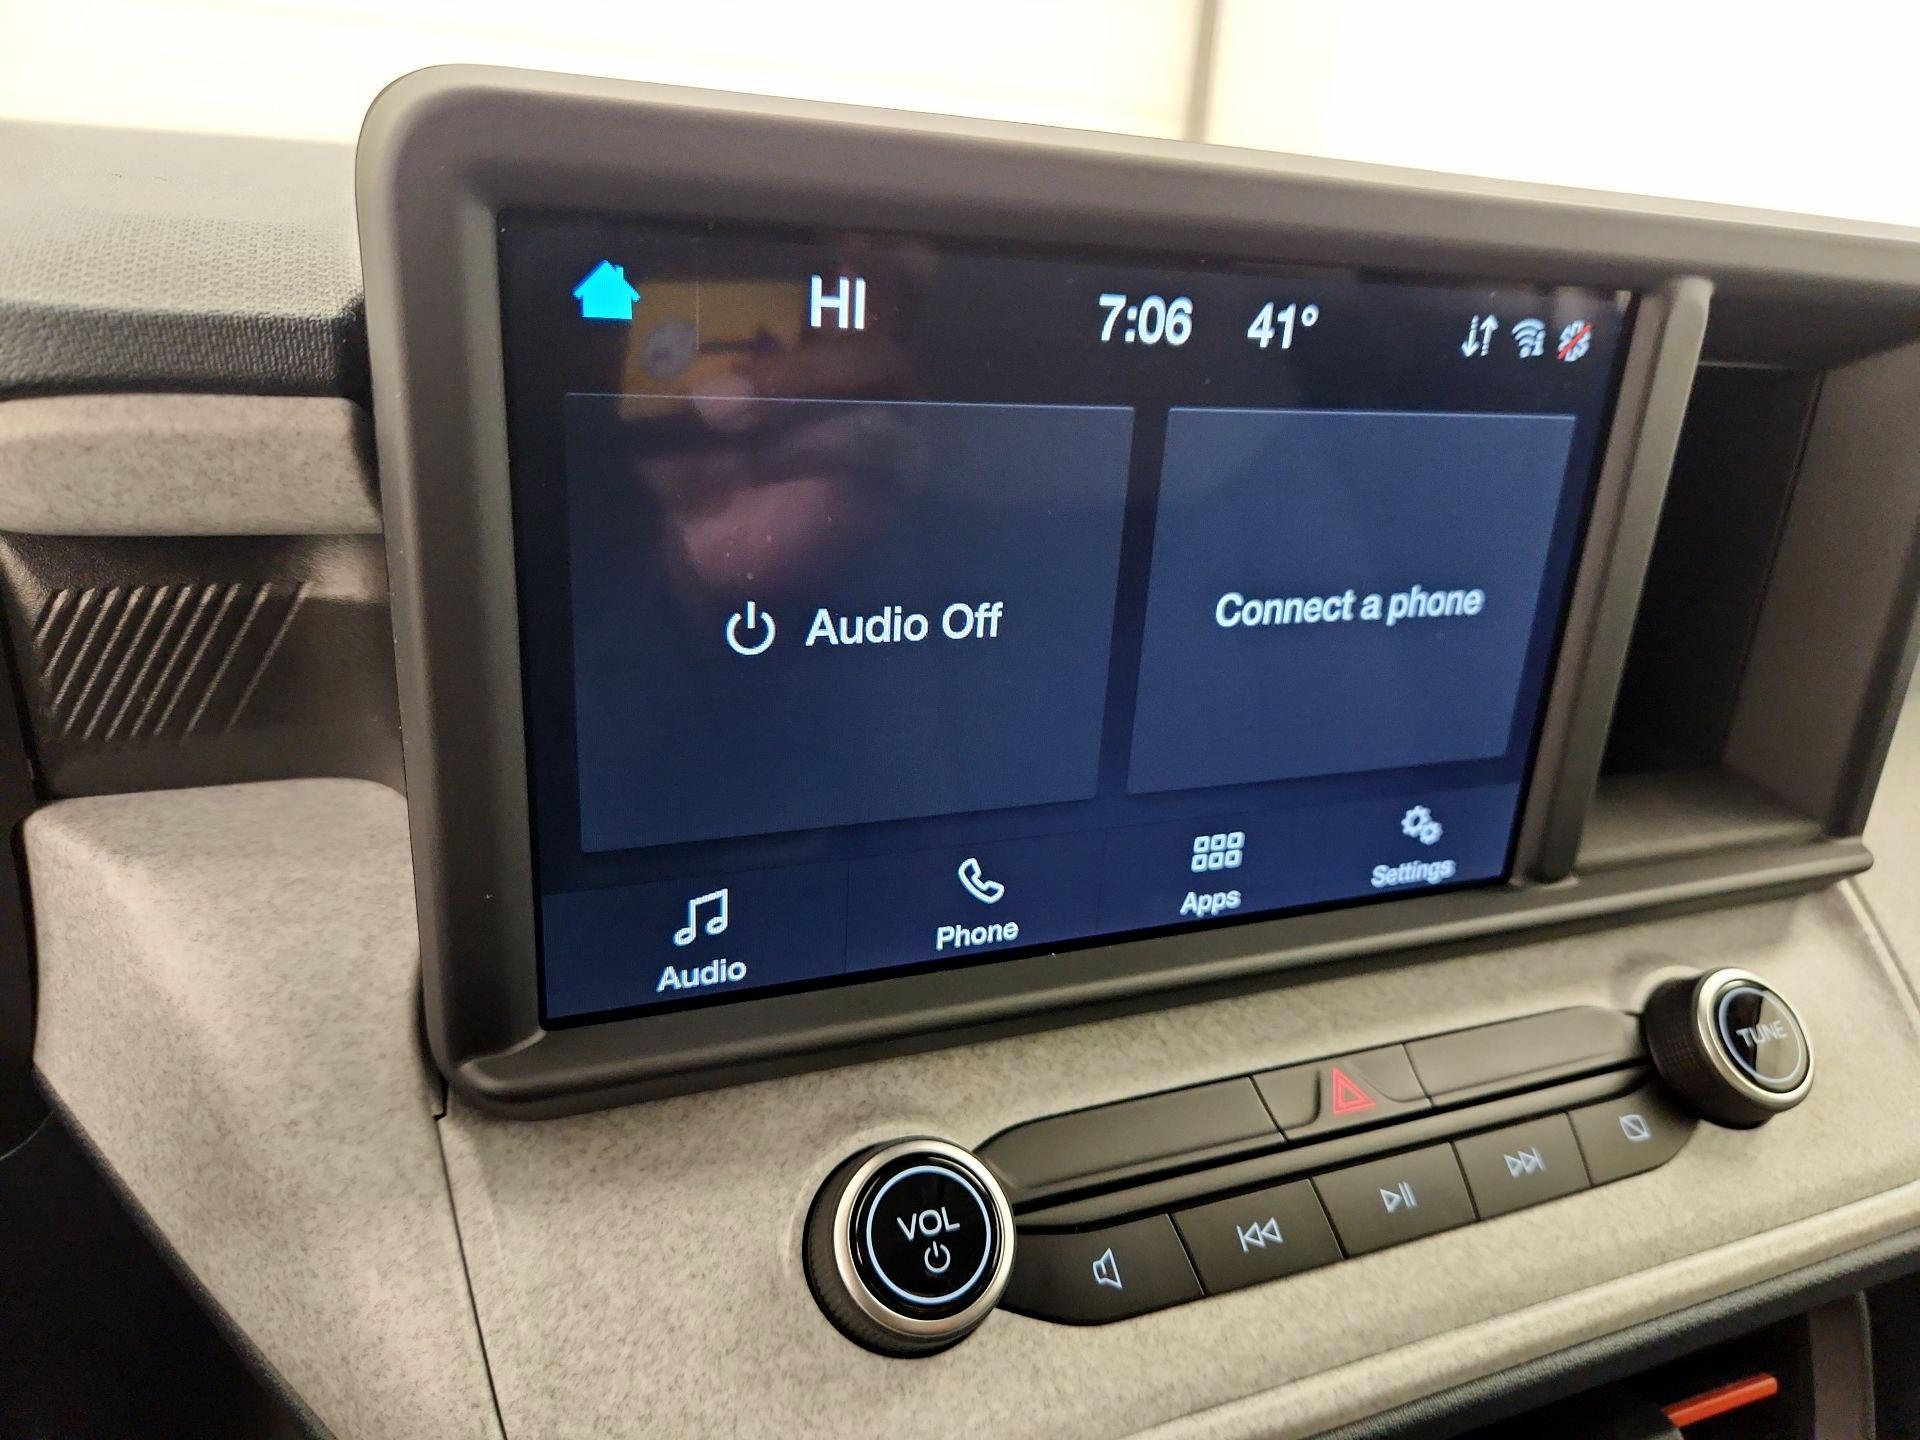 HI 7:06 41°
Audio Off
Connect a phone
Audio Phone Apps Settings
TUNE
VOL